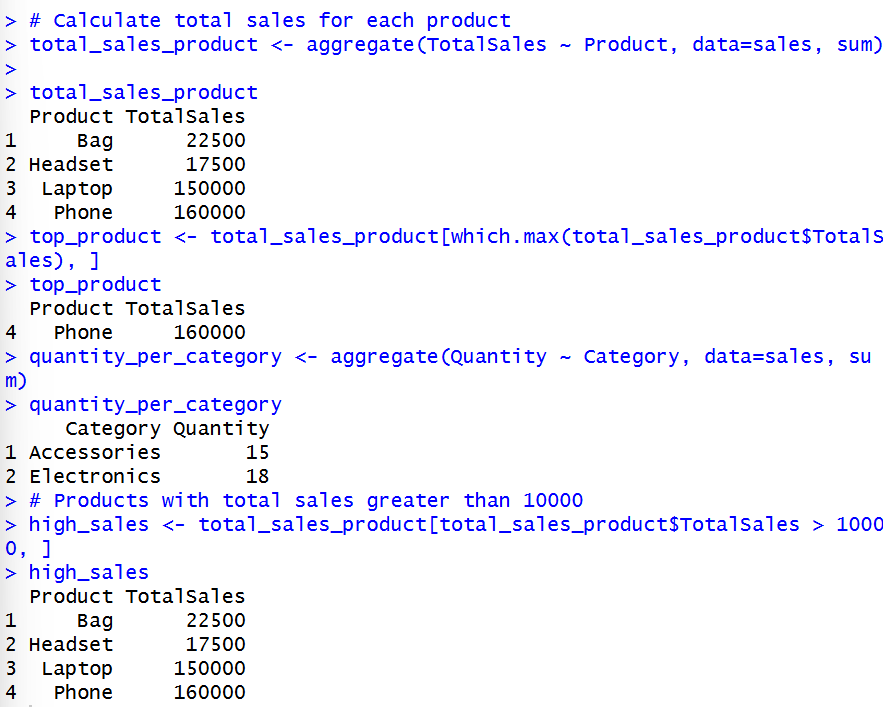 > # Calculate total sales for each product
> total_sales_product <- aggregate(TotalSales ~ Product, data=sales, sum)
>
> total_sales_product
  Product TotalSales
1     Bag      22500
2 Headset      17500
3  Laptop     150000
4   Phone     160000
> top_product <- total_sales_product[which.max(total_sales_product$TotalS
ales), ]
> top_product
  Product TotalSales
4   Phone     160000
> quantity_per_category <- aggregate(Quantity ~ Category, data=sales, su
m)
> quantity_per_category
     Category Quantity
1 Accessories       15
2 Electronics       18
> # Products with total sales greater than 10000
> high_sales <- total_sales_product[total_sales_product$TotalSales > 1000
0, ]
> high_sales
  Product TotalSales
1     Bag      22500
2 Headset      17500
3  Laptop     150000
4   Phone     160000